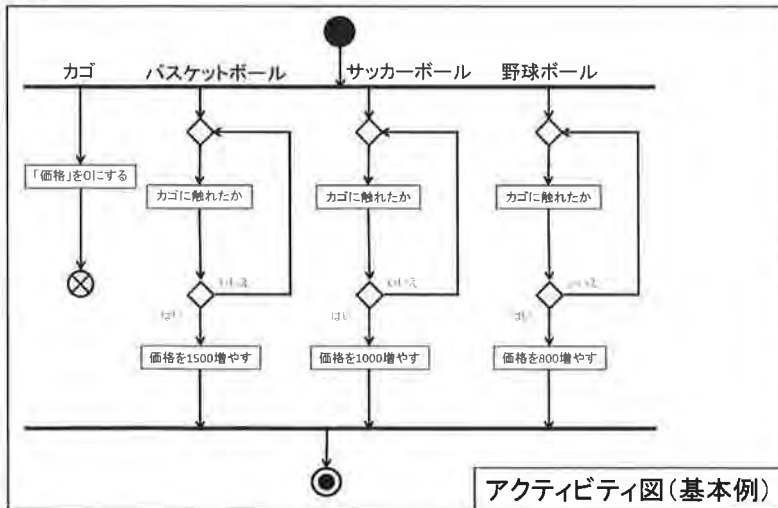 カゴ
バスケットボール
サッカーボール
野球ボール
「価格」を0にする
カゴに触れたか
カゴに触れたか
カゴに触れたか
いいえ
いいえ
いいえ
はい
はい
はい
価格を1500増やす
価格を1000増やす
価格を800増やす
アクティビティ図(基本例)